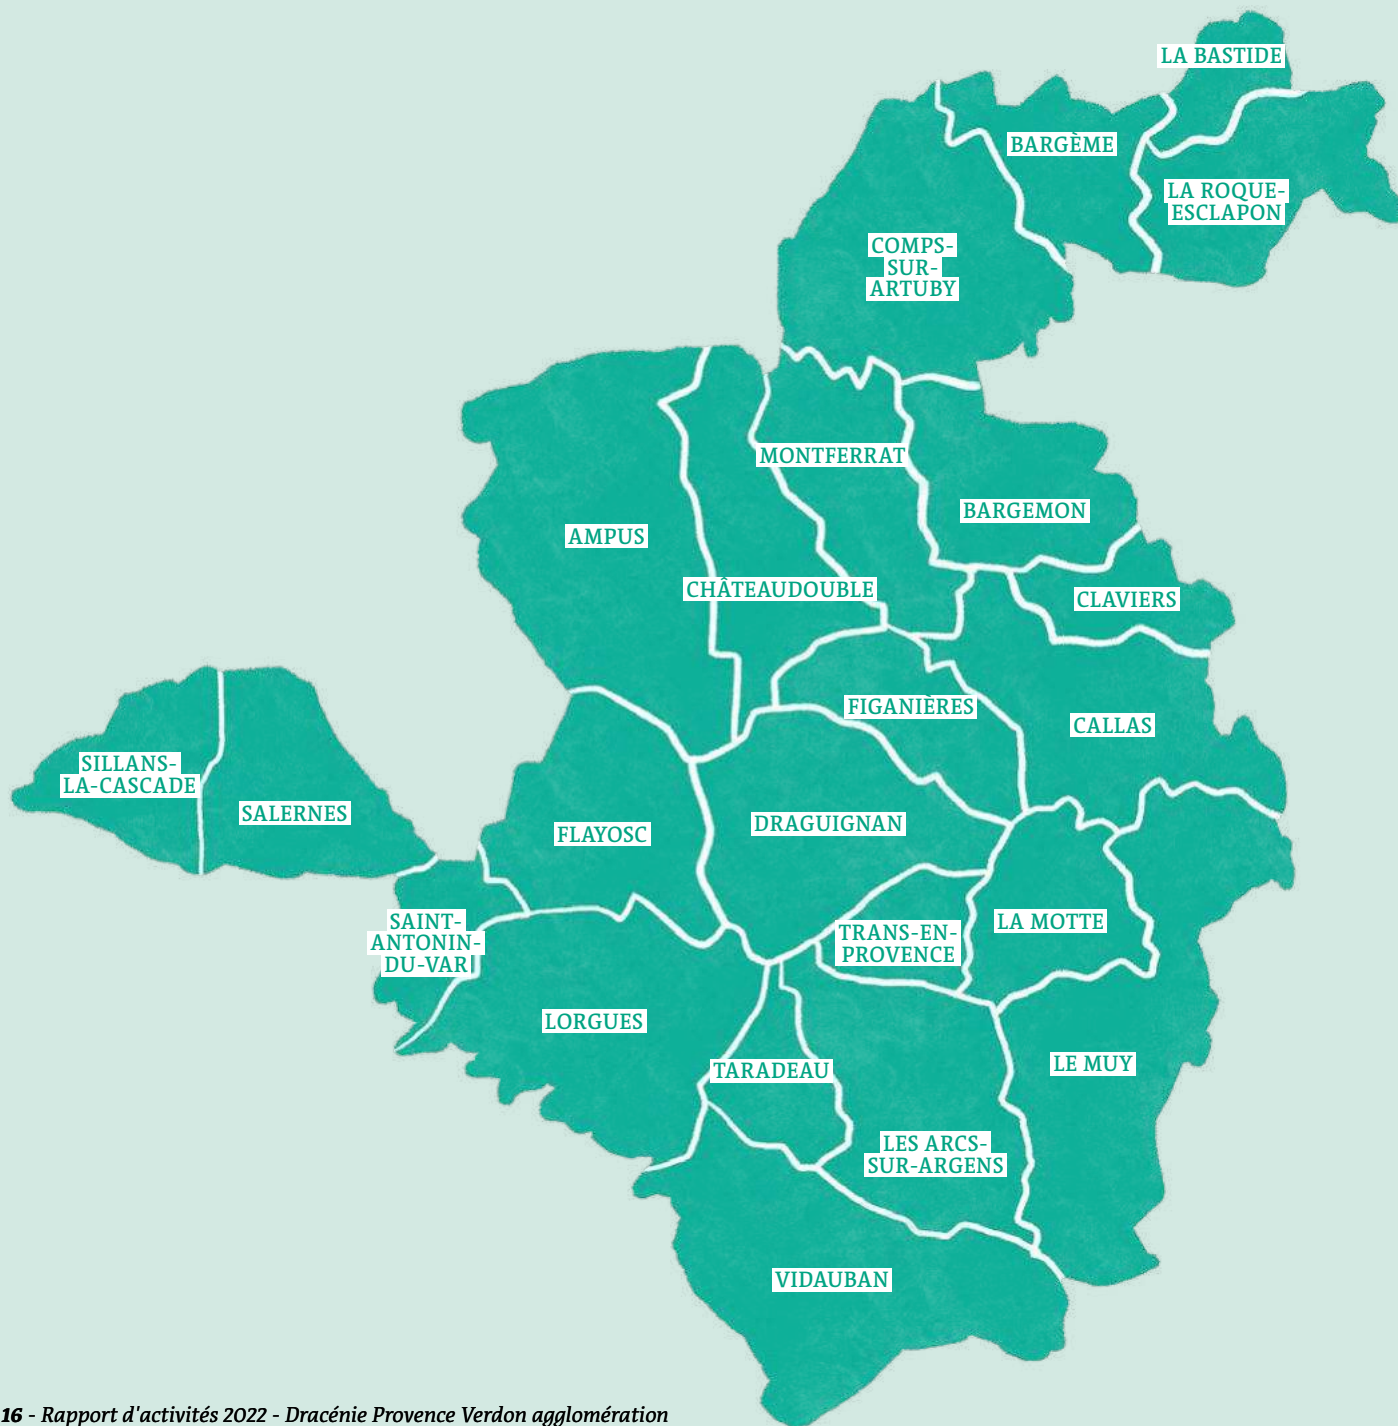 LA BASTIDE
BARGÈME
LA ROQUE-
ESCLAPON
COMPS-
SUR-
ARTUBY
MONTFERRAT
BARGEMON
AMPUS
CHÂTEAUDOUBLE
CLAVIERS
FIGANIÈRES
CALLAS
SILLANS-
LA-CASCADE
SALERNES
FLAYOSC
DRAGUIGNAN
SAINT-
ANTONIN-
DU-VAR
TRANS-EN-
PROVENCE
LA MOTTE
LORGUES
TARADEAU
LE MUY
LES ARCS-
SUR-ARGENS
VIDAUBAN
16 - Rapport d'activités 2022 - Dracénie Provence Verdon agglomération